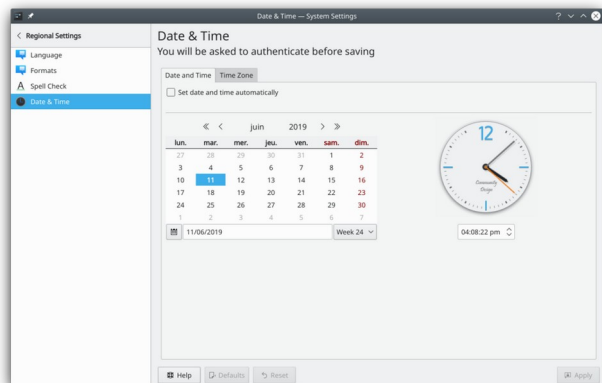 Date & Time — System Settings
Regional Settings
Language
Formats
Spell Check
Date & Time
Date & Time
You will be asked to authenticate before saving
Date and Time Time Zone
Set date and time automatically
juin 2019
lun. mar. mer. jeu. ven. sam. dim.
27 28 29 30 31 1 2
3 4 5 6 7 8 9
10 11 12 13 14 15 16
17 18 19 20 21 22 23
24 25 26 27 28 29 30
1 2 3 4 5 6 7
11/06/2019 Week 24
12
Community
Design
04:08:22 pm
Help Defaults Reset Apply